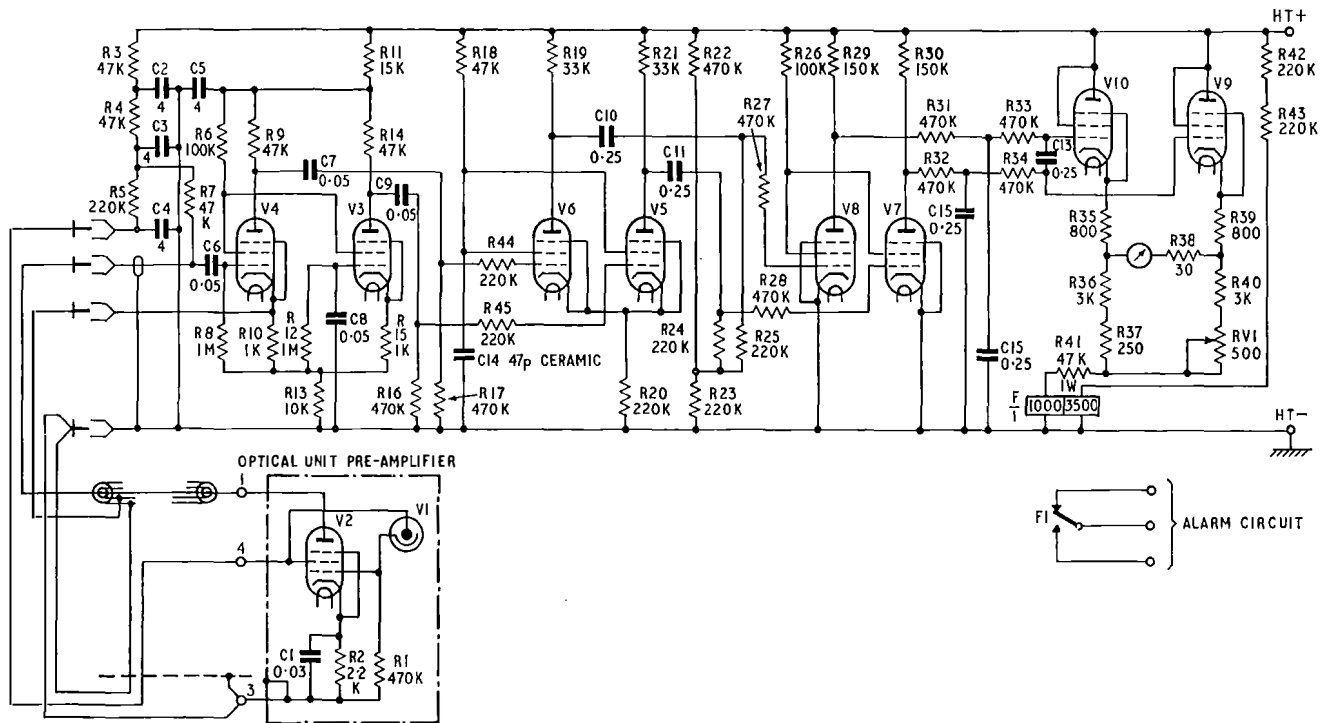 HT+
R3
47K
C2
4
C5
4
R11
15K
R18
47K
R19
33K
R21
33K
R22
470K
R26
100K
R29
150K
R30
150K
R42
220K
R4
47K
C3
4
R6
100K
R9
47K
R14
47K
C10
0·25
R27
470K
R31
470K
R33
470K
V10
V9
R43
220K
R5
220K
R7
47
K
C7
0·05
C9
0·05
C11
0·25
R32
470K
R34
470K
C13
0·25
C4
4
V4
V3
V6
V5
V8
V7
C15
0·25
R35
800
R39
800
C6
0·05
R44
220K
R38
30
R28
470K
R36
3K
R40
3K
R8
1M
R10
1K
R
12
1M
C8
0·05
R
15
1K
R45
220K
R24
220K
R25
220K
C15
0·25
R37
250
RV1
500
C14 47p CERAMIC
R41
47K
1W
R13
10K
R16
470K
R17
470K
R20
220K
R23
220K
F
1
1000
3500
HT-
OPTICAL UNIT PRE-AMPLIFIER
1
V2
V1
4
F1
ALARM CIRCUIT
C1
0·03
R2
2·2
K
R1
470K
3